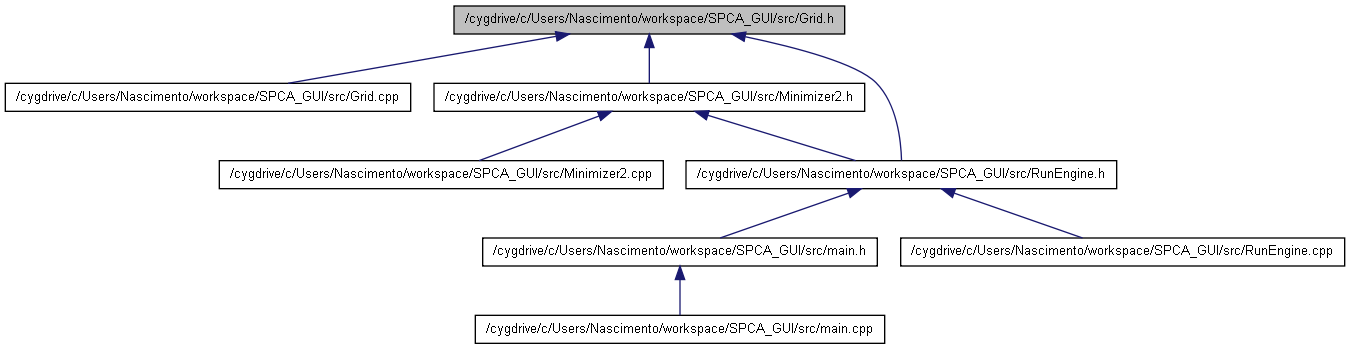 /cygdrive/c/Users/Nascimento/workspace/SPCA_GUI/src/Grid.h
/cygdrive/c/Users/Nascimento/workspace/SPCA_GUI/src/Grid.cpp
/cygdrive/c/Users/Nascimento/workspace/SPCA_GUI/src/Minimizer2.h
/cygdrive/c/Users/Nascimento/workspace/SPCA_GUI/src/Minimizer2.cpp
/cygdrive/c/Users/Nascimento/workspace/SPCA_GUI/src/RunEngine.h
/cygdrive/c/Users/Nascimento/workspace/SPCA_GUI/src/main.h
/cygdrive/c/Users/Nascimento/workspace/SPCA_GUI/src/RunEngine.cpp
/cygdrive/c/Users/Nascimento/workspace/SPCA_GUI/src/main.cpp